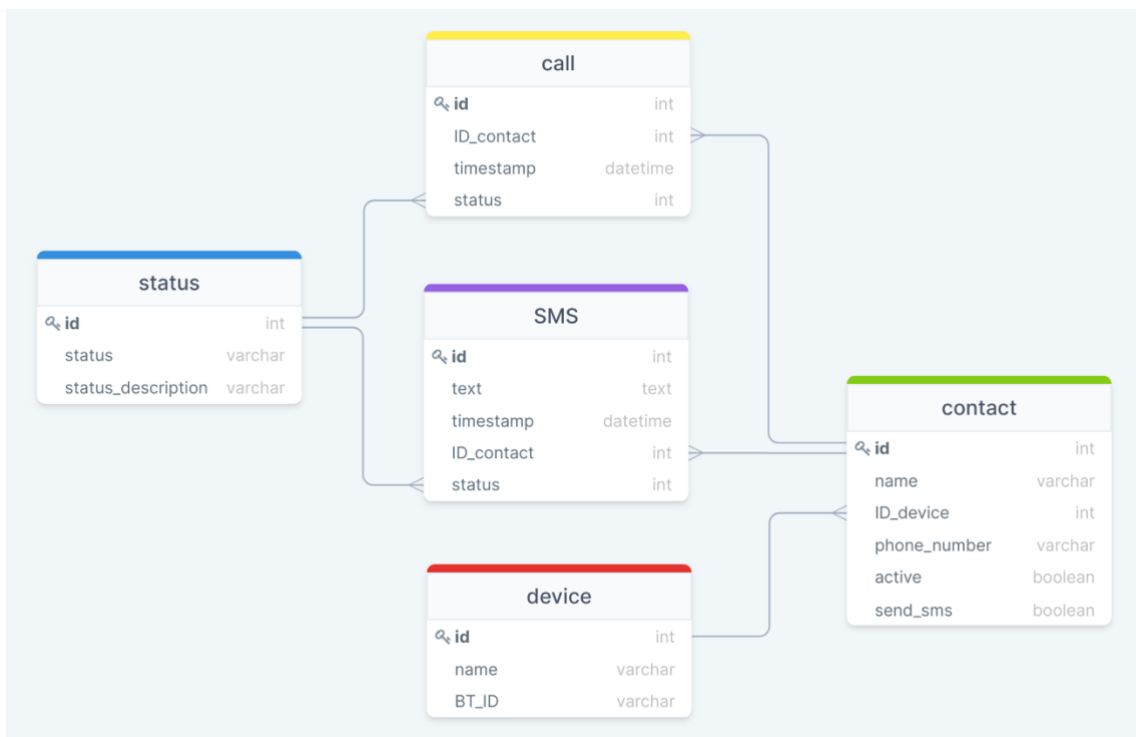 call
id int
ID_contact int
timestamp datetime
status int
status
id int
status varchar
status_description varchar
SMS
id int
text text
timestamp datetime
ID_contact int
status int
contact
id int
name varchar
ID_device int
phone_number varchar
active boolean
send_sms boolean
device
id int
name varchar
BT_ID varchar